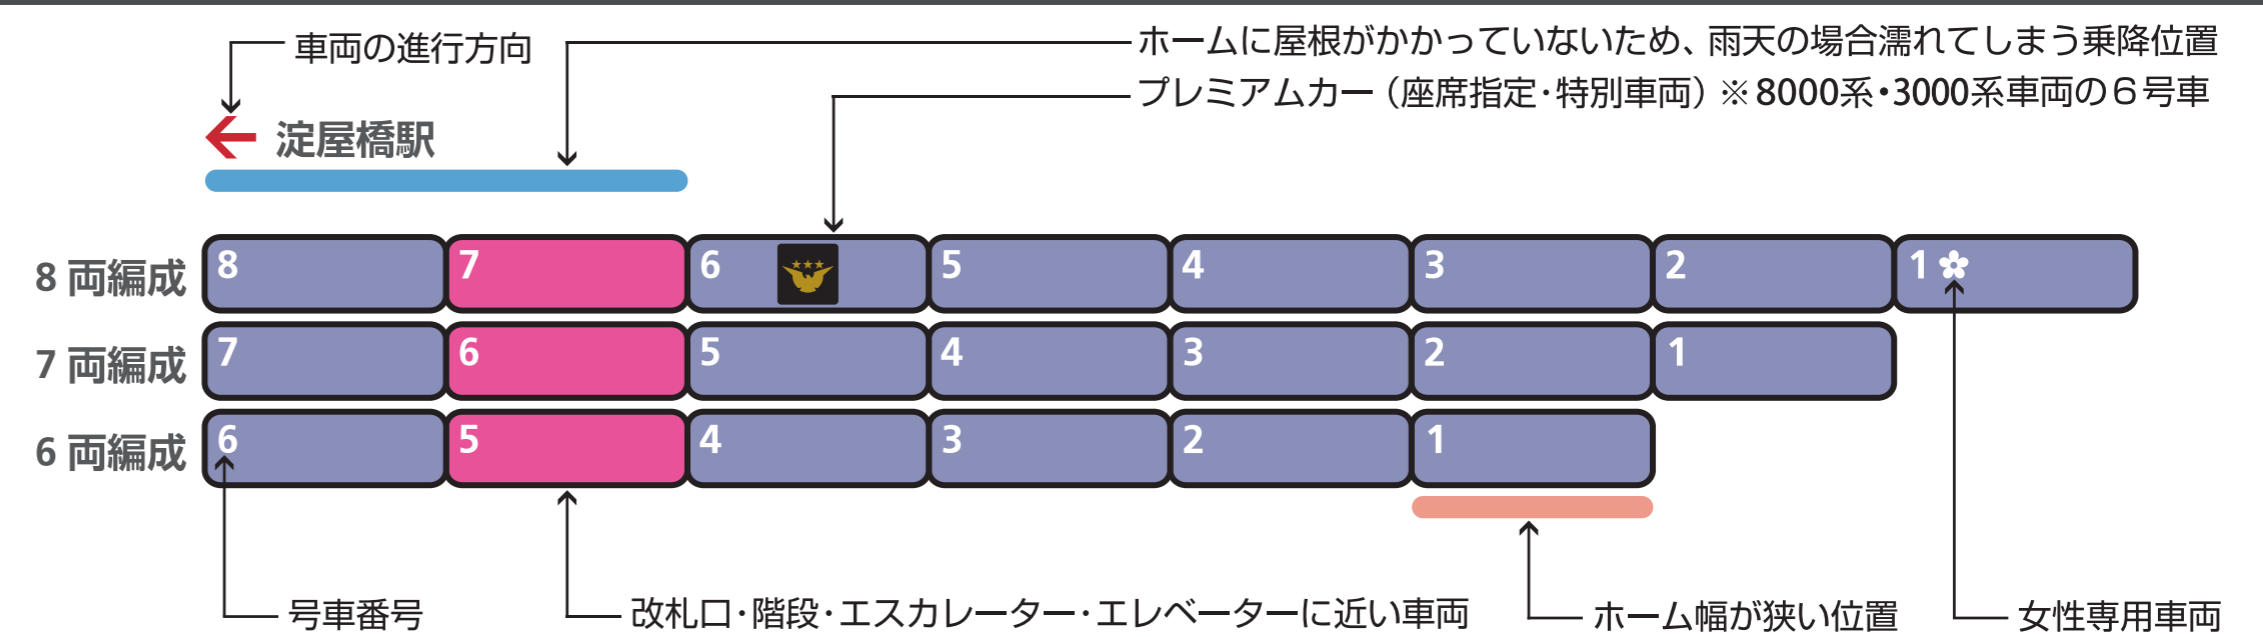 車両の進行方向
ホームに屋根がかかっていないため、雨天の場合濡れてしまう乗降位置
プレミアムカー（座席指定・特別車両）※8000系・3000系車両の6号車
淀屋橋駅
8両編成 8 7 6 5 4 3 2 1
7両編成 7 6 5 4 3 2 1
6両編成 6 5 4 3 2 1
号車番号
改札口・階段・エスカレーター・エレベーターに近い車両
ホーム幅が狭い位置
女性専用車両